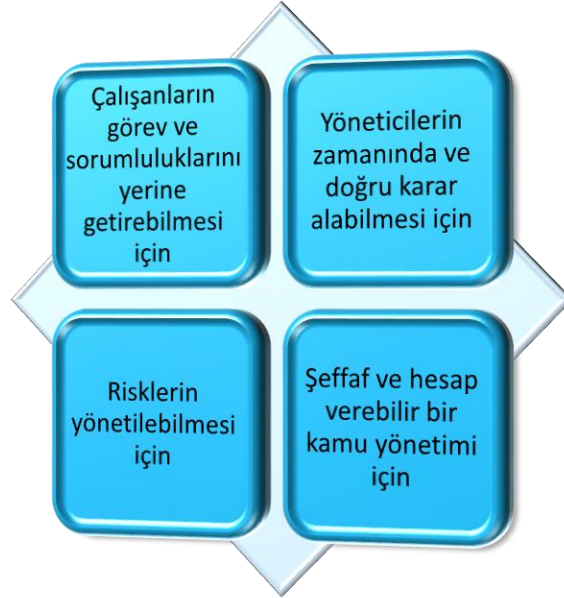 Çalışanların
görev ve
sorumluluklarını
yerine
getirebilmesi
için
Yöneticilerin
zamanında ve
doğru karar
alabilmesi için
Risklerin
yönetilebilmesi
için
Şeffaf ve hesap
verebilir bir
kamu yönetimi
için